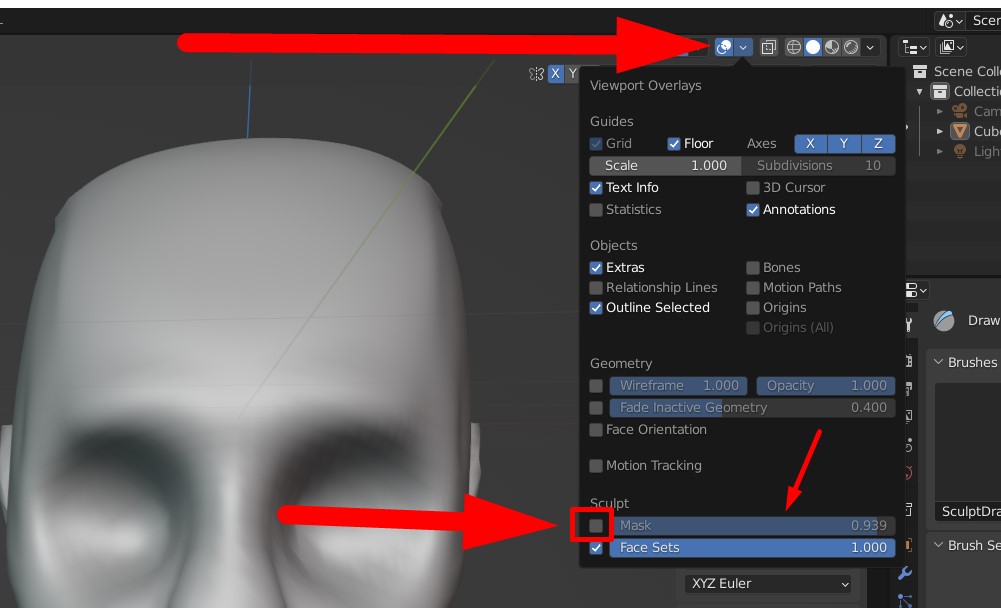 Scen
Scene Coll
Collectio
Cam
Cube
Ligh
X Y
Viewport Overlays
Guides
Grid Floor Axes X Y Z
Scale 1.000 Subdivisions 10
Text Info 3D Cursor
Statistics Annotations
Objects
Extras Bones
Relationship Lines Motion Paths
Outline Selected Origins
Origins (All)
Geometry
Wireframe 1.000 Opacity 1.000
Fade Inactive Geometry 0.400
Face Orientation
Motion Tracking
Sculpt
Mask 0.939
Face Sets 1.000
XYZ Euler
Draw
Brushes
SculptDra
Brush Se